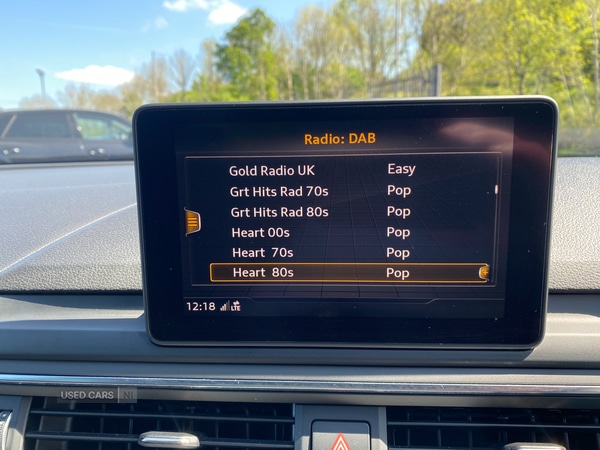 Radio: DAB
Gold Radio UK Easy
Grt Hits Rad 70s Pop
Grt Hits Rad 80s Pop
Heart 00s Pop
Heart 70s Pop
Heart 80s Pop
12:18 LTE
USED CARS NI